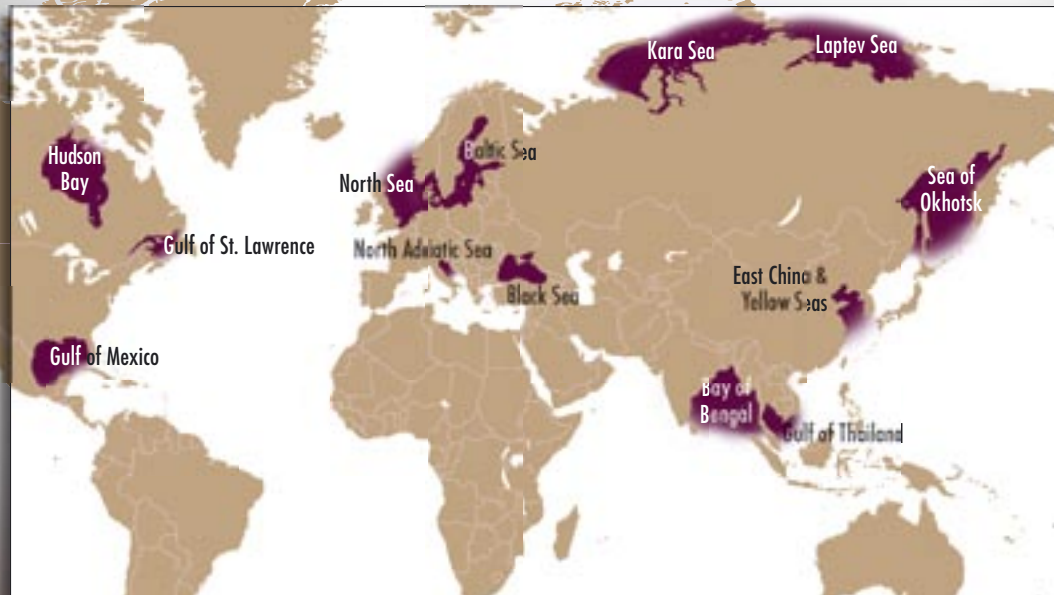 Kara Sea
Laptev Sea
Hudson
Bay
Baltic Sea
North Sea
Sea of
Okhotsk
Gulf of St. Lawrence
North Adriatic Sea
Black Sea
East China &
Yellow Seas
Gulf of Mexico
Bay of
Bengal
Gulf of Thailand